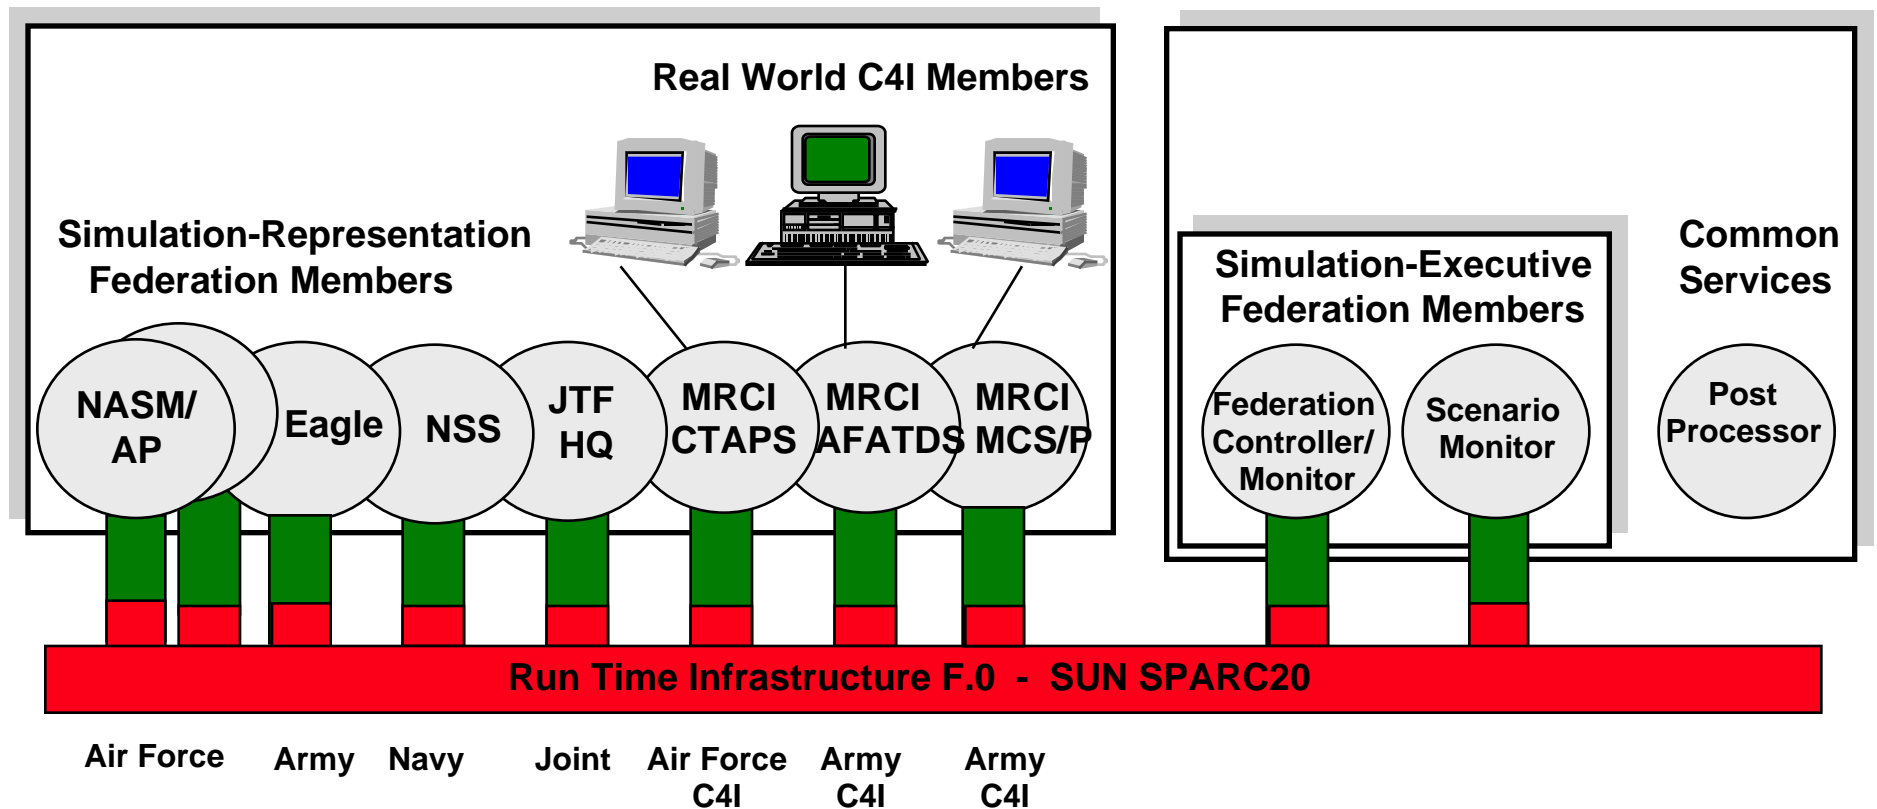 Real World C4I Members
Simulation-Representation
Federation Members
Simulation-Executive
Federation Members
Common
Services
NASM/
AP
Eagle
NSS
JTF
HQ
MRCI
CTAPS
MRCI
AFATDS
MRCI
MCS/P
Federation
Controller/
Monitor
Scenario
Monitor
Post
Processor
Run Time Infrastructure F.0 - SUN SPARC20
Air Force
Army
Navy
Joint
Air Force
C4I
Army
C4I
Army
C4I